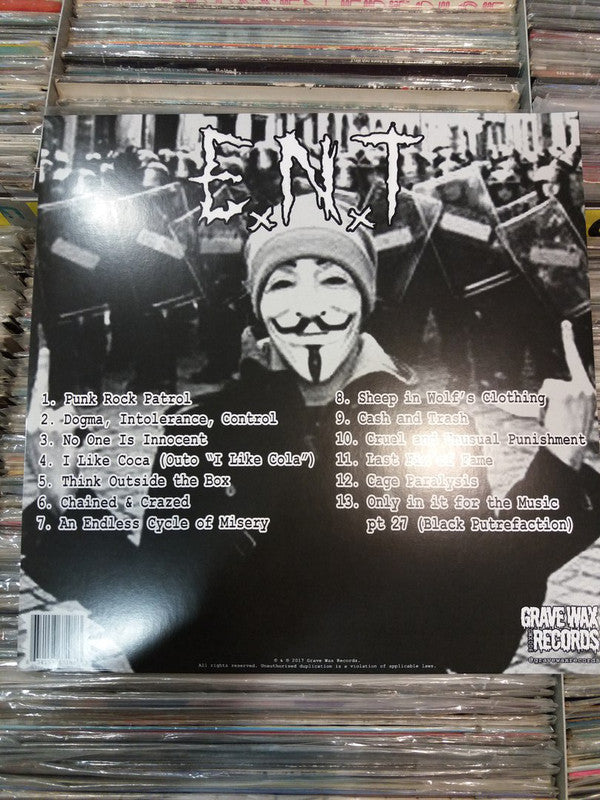 E.N.T
1. Punk Rock Patrol
2. Dogma, Intolerance, Control
3. No One Is Innocent
4. I Like Coca (Outo "I Like Cola")
5. Think Outside the Box
6. Chained & Crazed
7. An Endless Cycle of Misery
8. Sheep in Wolf's Clothing
9. Cash and Trash
10. Cruel and Unusual Punishment
11. Last of Fame
12. Cage Paralysis
13. Only in it for the Music
pt 27 (Black Putrefaction)
GRAVE WAX
RECORDS
@gravewaxrecords
© & ℗ 2017 Grave Wax Records.
All rights reserved. Unauthorized duplication is a violation of applicable laws.